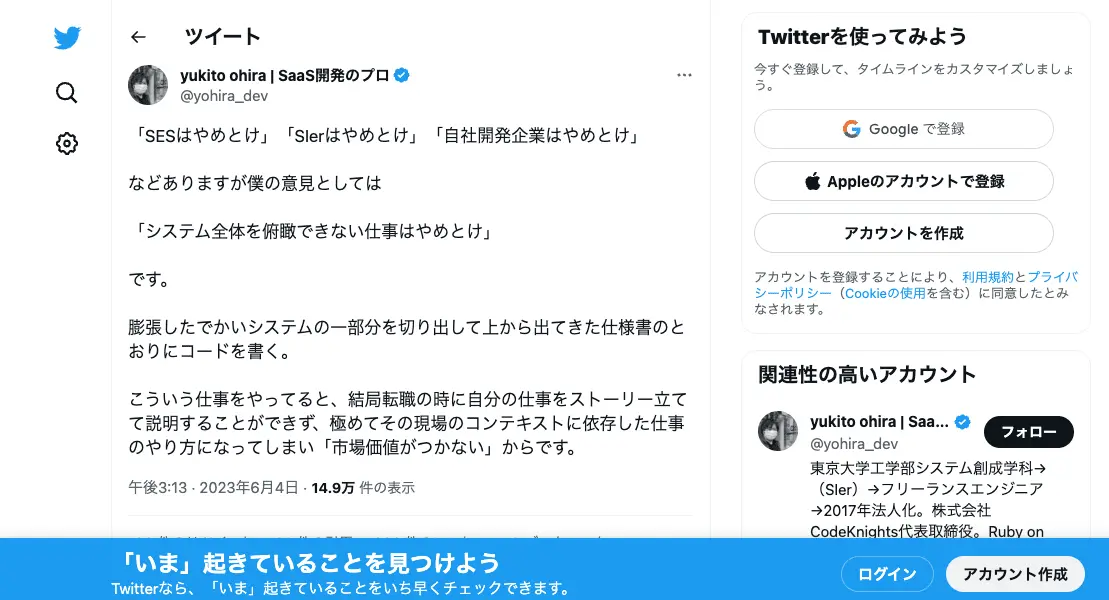 ツイート
yukito ohira | SaaS開発のプロ
@yohira_dev
「SESはやめとけ」「SIerはやめとけ」「自社開発企業はやめとけ」
などありますが僕の意見としては
「システム全体を俯瞰できない仕事はやめとけ」
です。
膨張したでかいシステムの一部分を切り出して上から出てきた仕様書のと
おりにコードを書く。
こういう仕事をやってると、結局転職の時に自分の仕事をストーリー立て
て説明することができず、極めてその現場のコンテキストに依存した仕事
のやり方になってしまい「市場価値がつかない」からです。
午後3:13 · 2023年6月4日 · 14.9万 件の表示
Twitterを使ってみよう
今すぐ登録して、タイムラインをカスタマイズしましょ
う。
Google で登録
Appleのアカウントで登録
アカウントを作成
アカウントを登録することにより、利用規約とプライバ
シーポリシー（Cookieの使用を含む）に同意したとみ
なされます。
関連性の高いアカウント
yukito ohira | Saa...
@yohira_dev
フォロー
東京大学工学部システム創成学科→
（SIer）→フリーランスエンジニア
→2017年法人化。株式会社
CodeKnights代表取締役。Ruby on
「いま」起きていることを見つけよう
Twitterなら、「いま」起きていることをいち早くチェックできます。
ログイン
アカウント作成